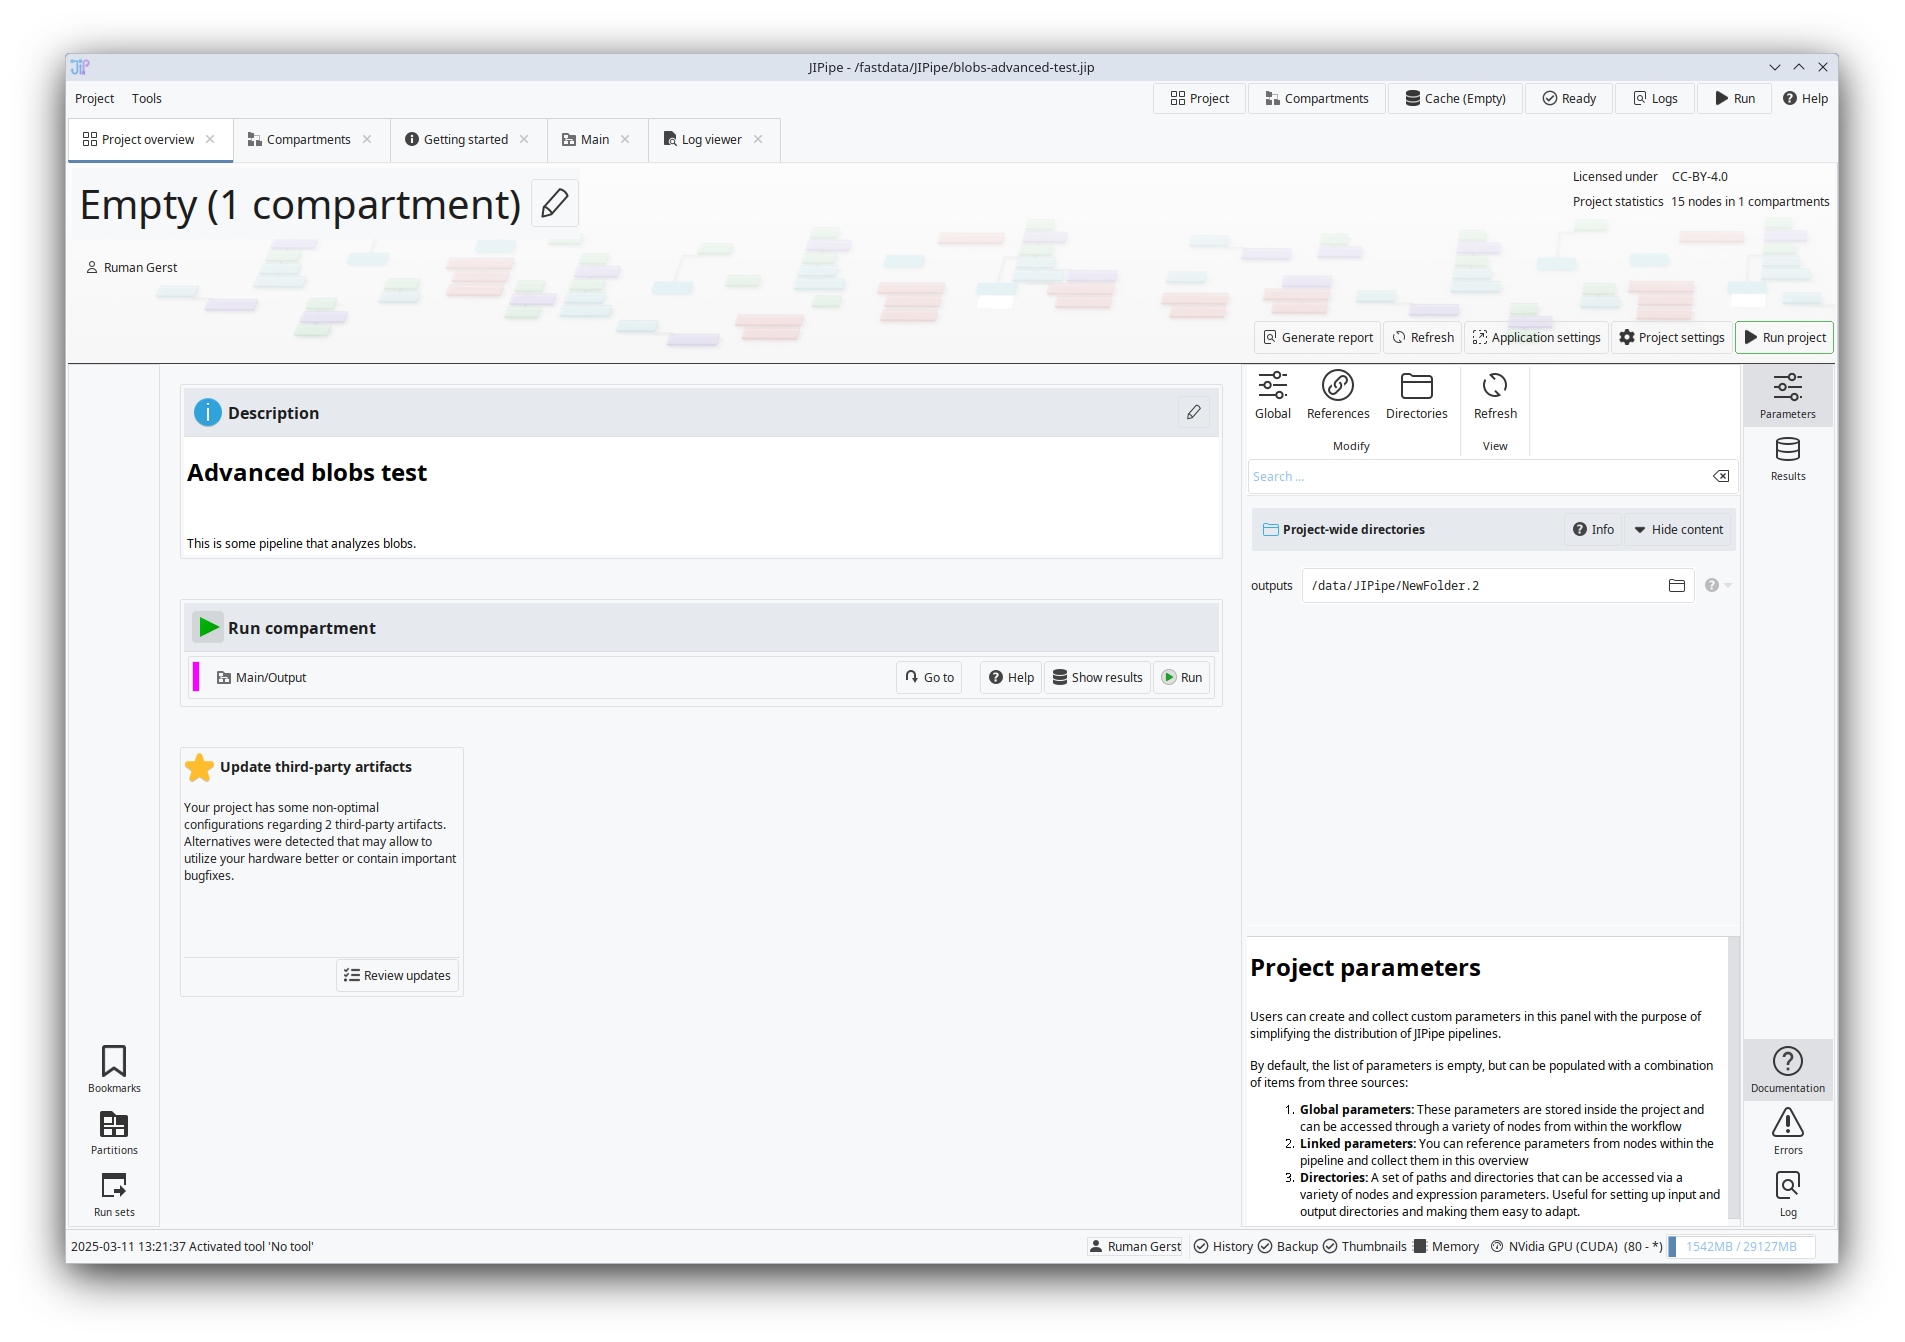 JIPipe - /fastdata/JIPipe/blobs-advanced-test.jip
Project Tools
Project Compartments Cache (Empty) Ready Logs Run Help
Project overview Compartments Getting started Main Log viewer
Empty (1 compartment)
Licensed under CC-BY-4.0
Project statistics 15 nodes in 1 compartments
Ruman Gerst
Generate report Refresh Application settings Project settings Run project
Description
Advanced blobs test
This is some pipeline that analyzes blobs.
Run compartment
Main/Output Go to Help Show results Run
Update third-party artifacts
Your project has some non-optimal
configurations regarding 2 third-party artifacts.
Alternatives were detected that may allow to
utilize your hardware better or contain important
bugfixes.
Review updates
Bookmarks
Partitions
Run sets
Global References Directories Refresh
Modify View
Search ...
Project-wide directories Info Hide content
outputs /data/JIPipe/NewFolder.2
Project parameters
Users can create and collect custom parameters in this panel with the purpose of
simplifying the distribution of JIPipe pipelines.
By default, the list of parameters is empty, but can be populated with a combination
of items from three sources:
1. Global parameters: These parameters are stored inside the project and
can be accessed through a variety of nodes from within the workflow
2. Linked parameters: You can reference parameters from nodes within the
pipeline and collect them in this overview
3. Directories: A set of paths and directories that can be accessed via a
variety of nodes and expression parameters. Useful for setting up input and
output directories and making them easy to adapt.
Parameters
Results
Documentation
Errors
Log
2025-03-11 13:21:37 Activated tool 'No tool'
Ruman Gerst History Backup Thumbnails Memory NVidia GPU (CUDA) (80 - *) 1542MB / 29127MB